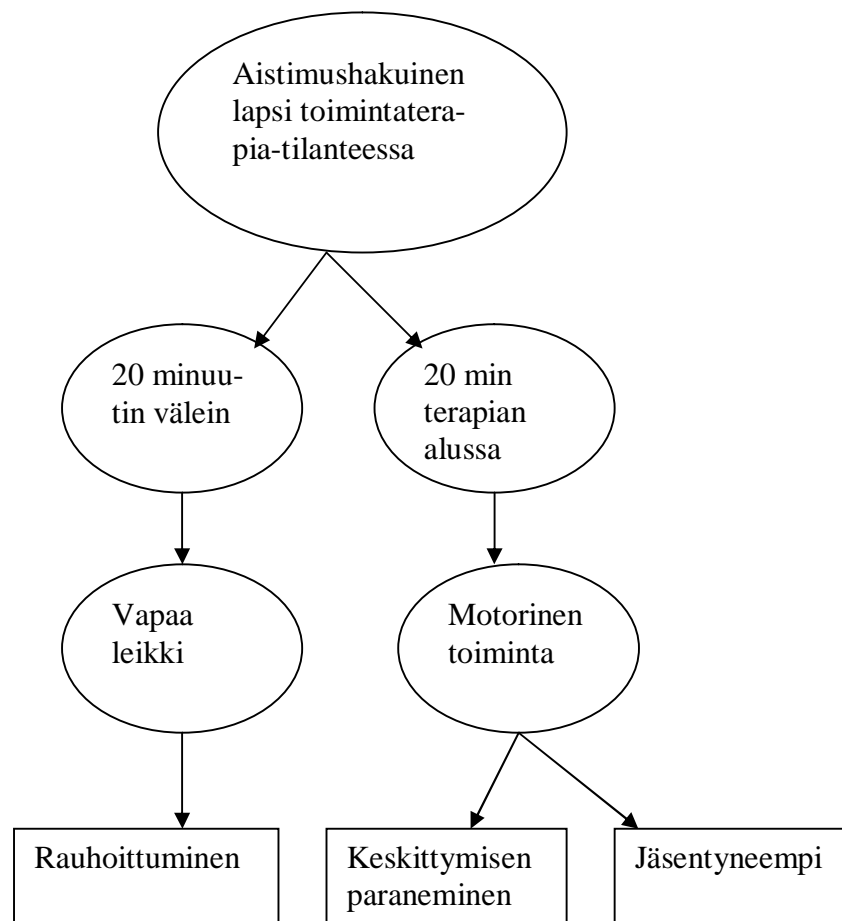 Aistimushakuinen
lapsi toimintatera-
pia-tilanteessa
20 minuu-
tin välein
20 min
terapian
alussa
Vapaa
leikki
Motorinen
toiminta
Rauhoittuminen
Keskittymisen
paraneminen
Jäsentyneempi